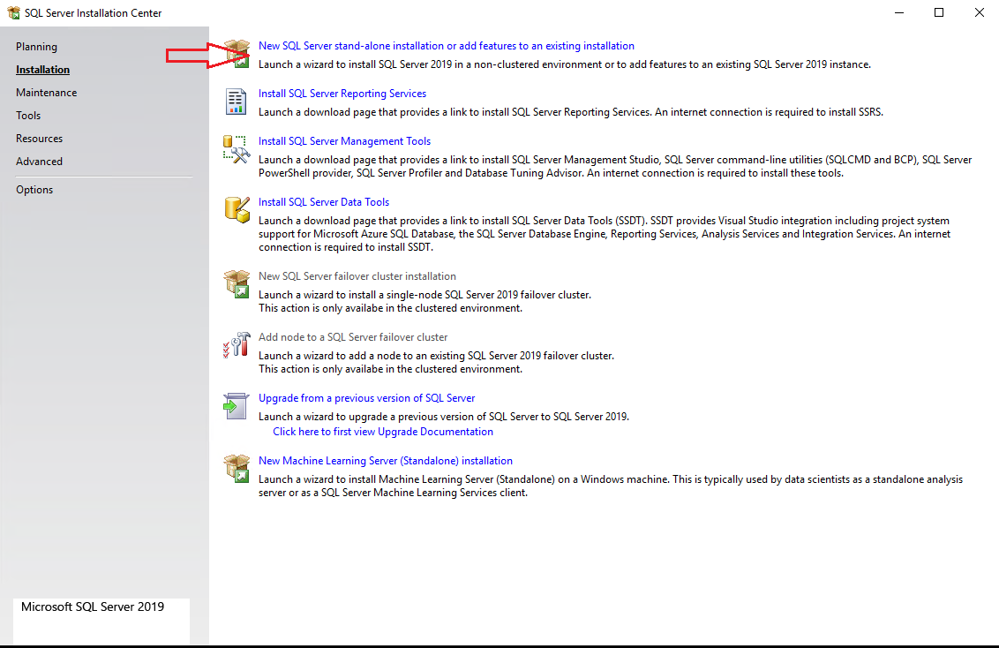 SQL Server Installation Center
Planning
Installation
Maintenance
Tools
Resources
Advanced
Options
New SQL Server stand-alone installation or add features to an existing installation
Launch a wizard to install SQL Server 2019 in a non-clustered environment or to add features to an existing SQL Server 2019 instance.
Install SQL Server Reporting Services
Launch a download page that provides a link to install SQL Server Reporting Services. An internet connection is required to install SSRS.
Install SQL Server Management Tools
Launch a download page that provides a link to install SQL Server Management Studio, SQL Server command-line utilities (SQLCMD and BCP), SQL Server
PowerShell provider, SQL Server Profiler and Database Tuning Advisor. An internet connection is required to install these tools.
Install SQL Server Data Tools
Launch a download page that provides a link to install SQL Server Data Tools (SSDT). SSDT provides Visual Studio integration including project system
support for Microsoft Azure SQL Database, the SQL Server Database Engine, Reporting Services, Analysis Services and Integration Services. An internet
connection is required to install SSDT.
New SQL Server failover cluster installation
Launch a wizard to install a single-node SQL Server 2019 failover cluster.
This action is only availabe in the clustered environment.
Add node to a SQL Server failover cluster
Launch a wizard to add a node to an existing SQL Server 2019 failover cluster.
This action is only availabe in the clustered environment.
Upgrade from a previous version of SQL Server
Launch a wizard to upgrade a previous version of SQL Server to SQL Server 2019.
Click here to first view Upgrade Documentation
New Machine Learning Server (Standalone) installation
Launch a wizard to install Machine Learning Server (Standalone) on a Windows machine. This is typically used by data scientists as a standalone analysis
server or as a SQL Server Machine Learning Services client.
Microsoft SQL Server 2019